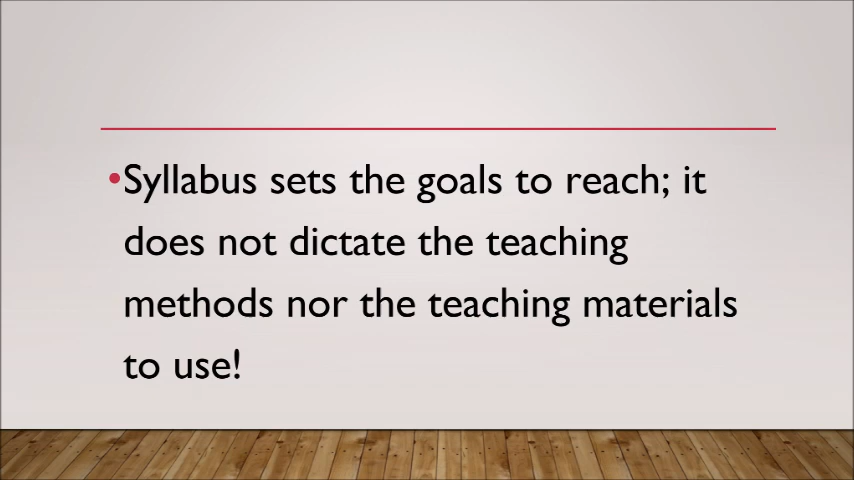 •Syllabus sets the goals to reach; it
does not dictate the teaching
methods nor the teaching materials
to use!